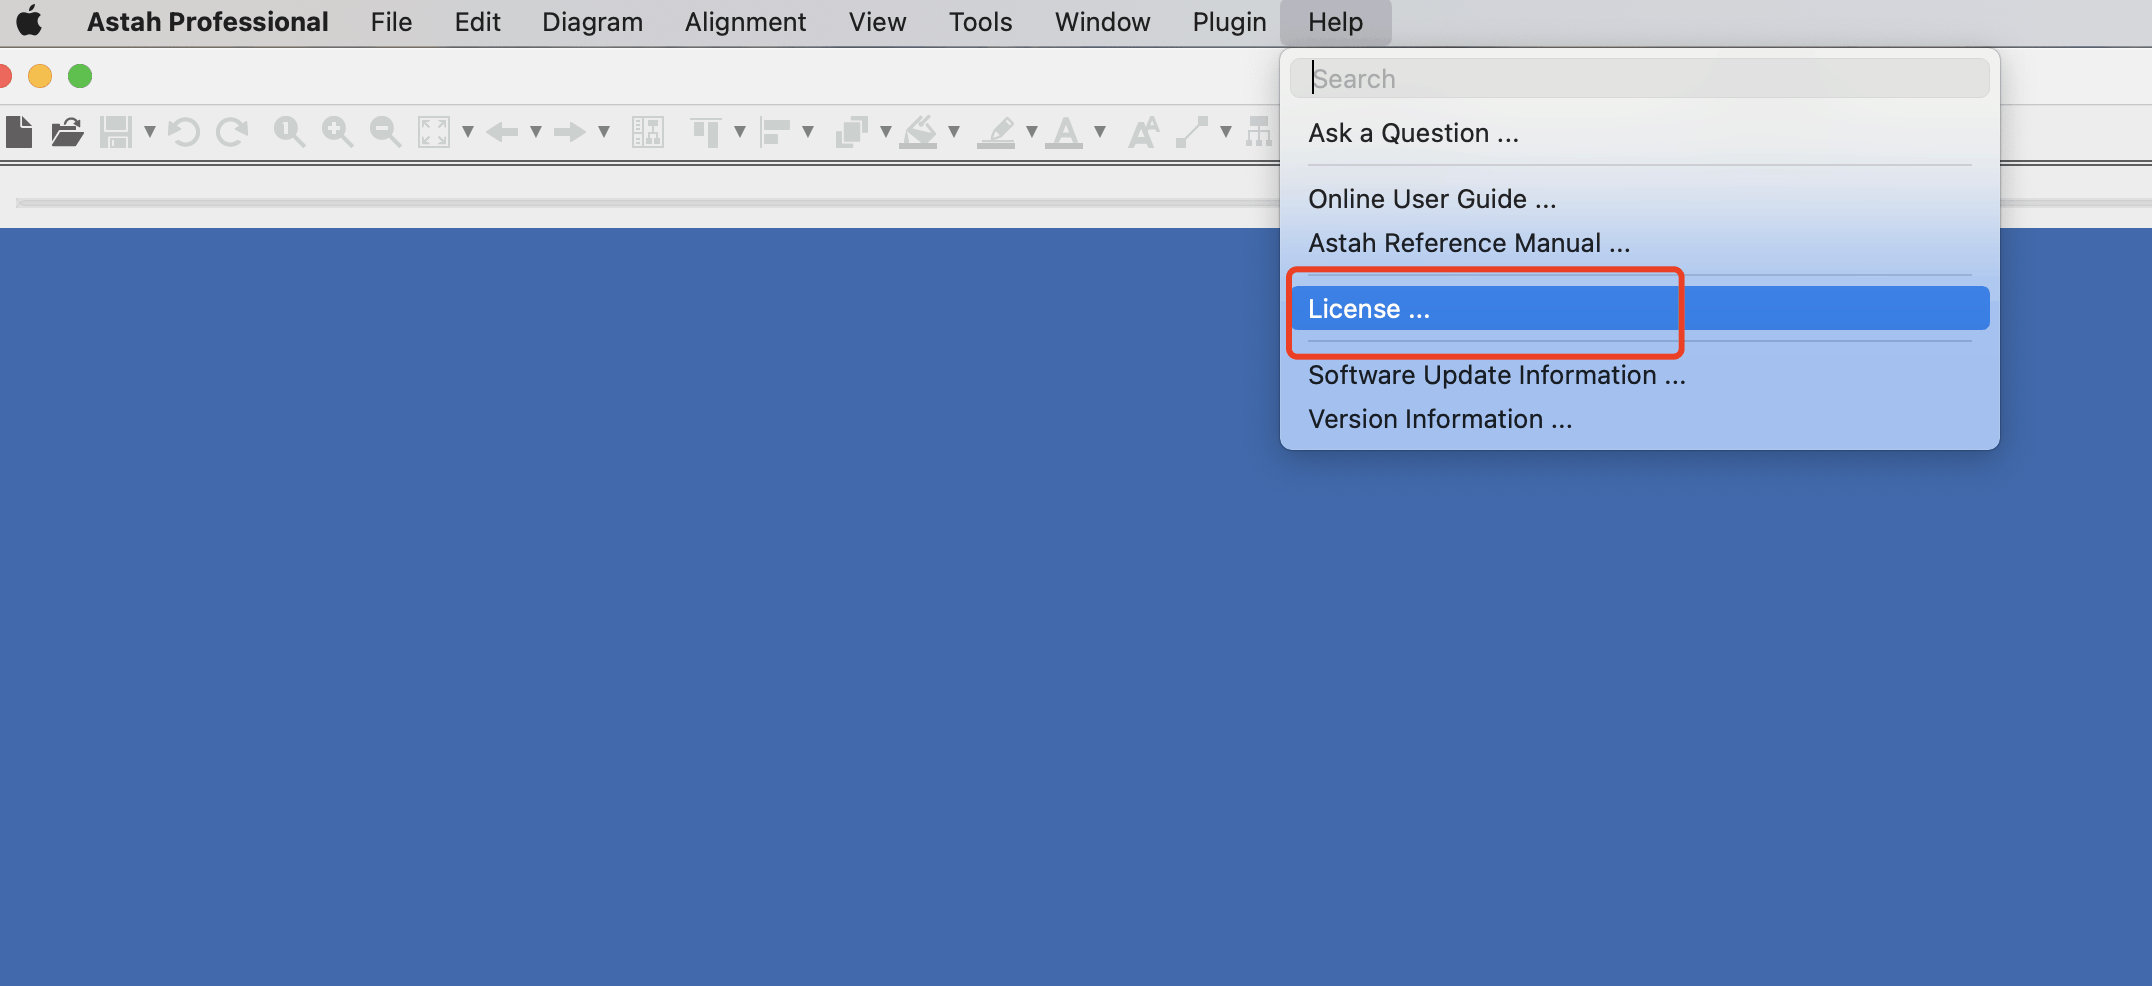 Astah Professional File Edit Diagram Alignment View Tools Window Plugin Help
Search
Ask a Question ...
Online User Guide ...
Astah Reference Manual ...
License ...
Software Update Information ...
Version Information ...